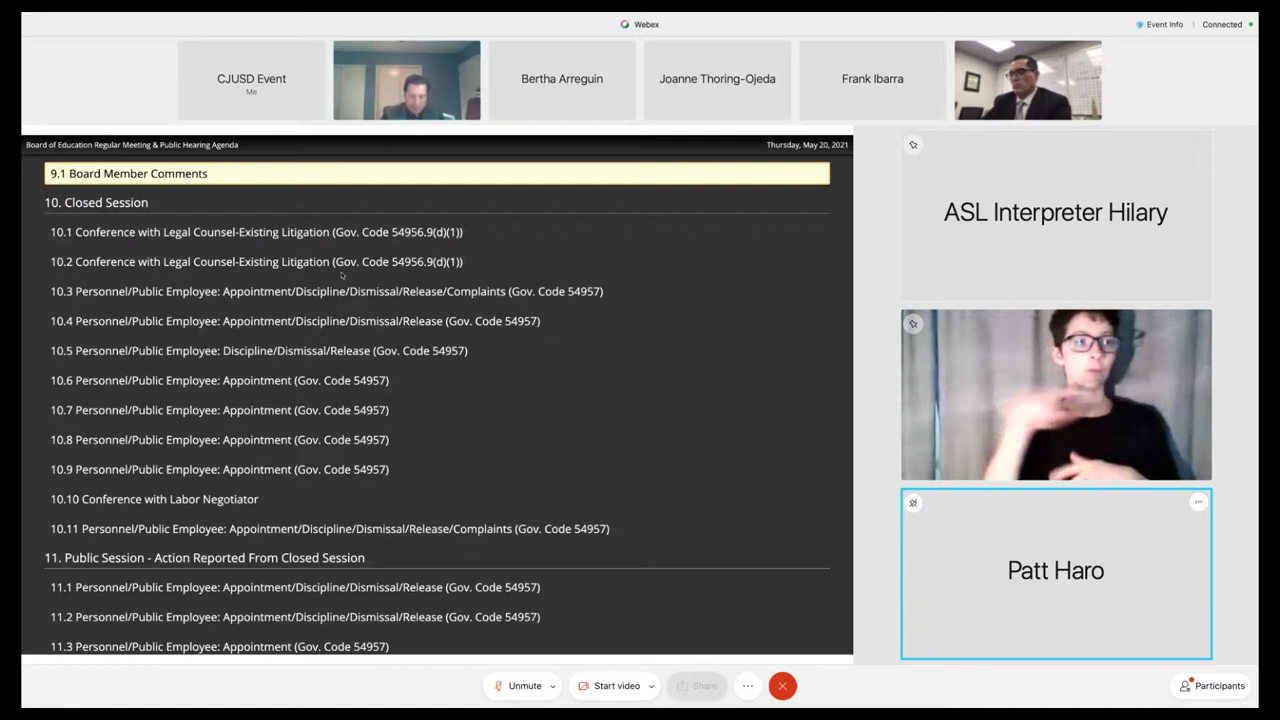 Webex
Event Info
Connected
CJUSD Event
Me
Bertha Arreguin
Joanne Thoring-Ojeda
Frank Ibarra
Board of Education Regular Meeting & Public Hearing Agenda
Thursday, May 20, 2021
9.1 Board Member Comments
10. Closed Session
10.1 Conference with Legal Counsel-Existing Litigation (Gov. Code 54956.9(d)(1))
10.2 Conference with Legal Counsel-Existing Litigation (Gov. Code 54956.9(d)(1))
10.3 Personnel/Public Employee: Appointment/Discipline/Dismissal/Release/Complaints (Gov. Code 54957)
10.4 Personnel/Public Employee: Appointment/Discipline/Dismissal/Release (Gov. Code 54957)
10.5 Personnel/Public Employee: Discipline/Dismissal/Release (Gov. Code 54957)
10.6 Personnel/Public Employee: Appointment (Gov. Code 54957)
10.7 Personnel/Public Employee: Appointment (Gov. Code 54957)
10.8 Personnel/Public Employee: Appointment (Gov. Code 54957)
10.9 Personnel/Public Employee: Appointment (Gov. Code 54957)
10.10 Conference with Labor Negotiator
10.11 Personnel/Public Employee: Appointment/Discipline/Dismissal/Release/Complaints (Gov. Code 54957)
11. Public Session - Action Reported From Closed Session
11.1 Personnel/Public Employee: Appointment/Discipline/Dismissal/Release (Gov. Code 54957)
11.2 Personnel/Public Employee: Appointment/Discipline/Dismissal/Release (Gov. Code 54957)
11.3 Personnel/Public Employee: Appointment (Gov. Code 54957)
ASL Interpreter Hilary
Patt Haro
Unmute
Start video
Share
Participants